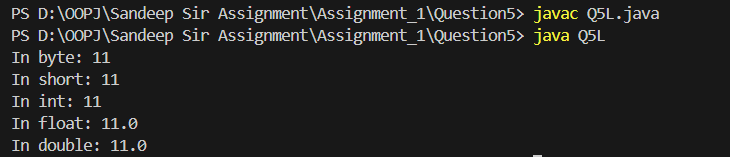 PS D:\OOPJ\Sandeep Sir Assignment\Assignment_1\Question5> javac Q5L.java
PS D:\OOPJ\Sandeep Sir Assignment\Assignment_1\Question5> java Q5L
In byte: 11
In short: 11
In int: 11
In float: 11.0
In double: 11.0